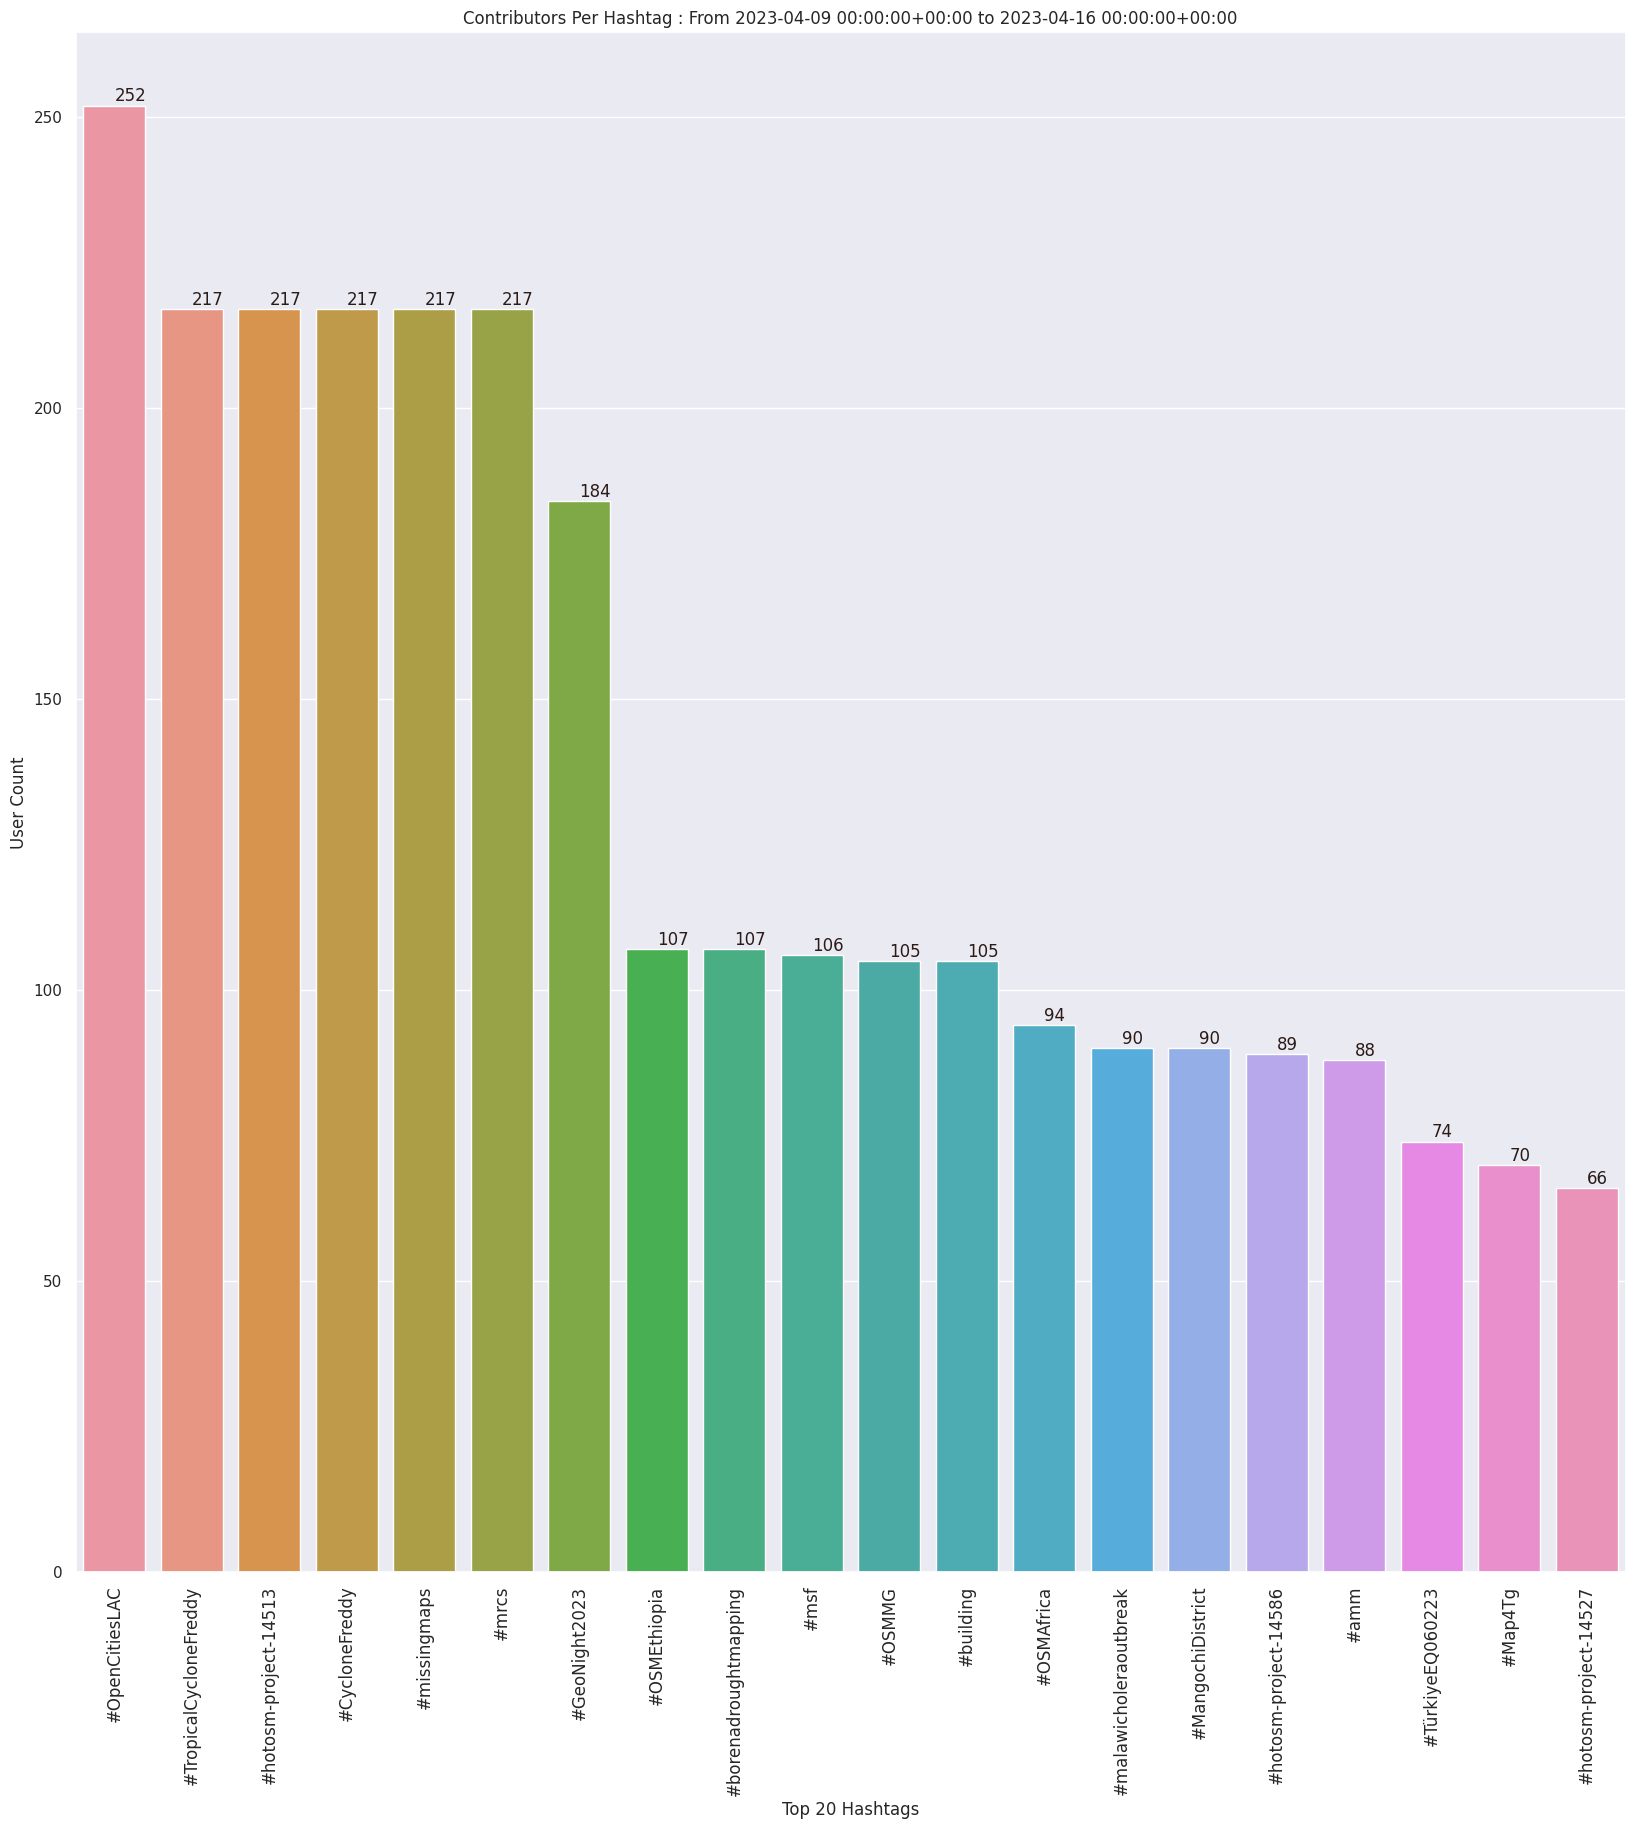 Contributors Per Hashtag : From 2023-04-09 00:00:00+00:00 to 2023-04-16 00:00:00+00:00
User Count
250
200
150
100
50
0
252
217
217
217
217
217
184
107
107
106
105
105
94
90
90
89
88
74
70
66
#OpenCitiesLAC
#TropicalCycloneFreddy
#hotosm-project-14513
#CycloneFreddy
#missingmaps
#mrcs
#GeoNight2023
#OSMEthiopia
#borenadroughtmapping
#msf
#OSMMG
#building
#OSMAfrica
#malawicholeraoutbreak
#MangochiDistrict
#hotosm-project-14586
#amm
#TürkiyeEQ060223
#Map4Tg
#hotosm-project-14527
Top 20 Hashtags